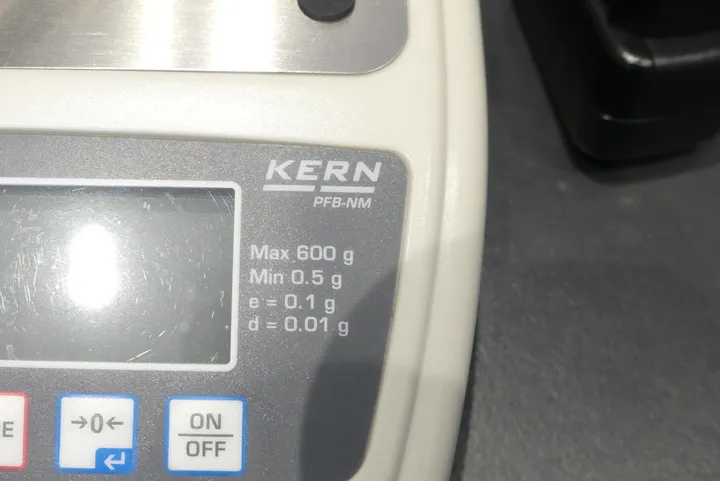 KERN
PFB-NM
Max 600 g
Min 0.5 g
e = 0.1 g
d = 0.01 g
E
→0←
ON
OFF